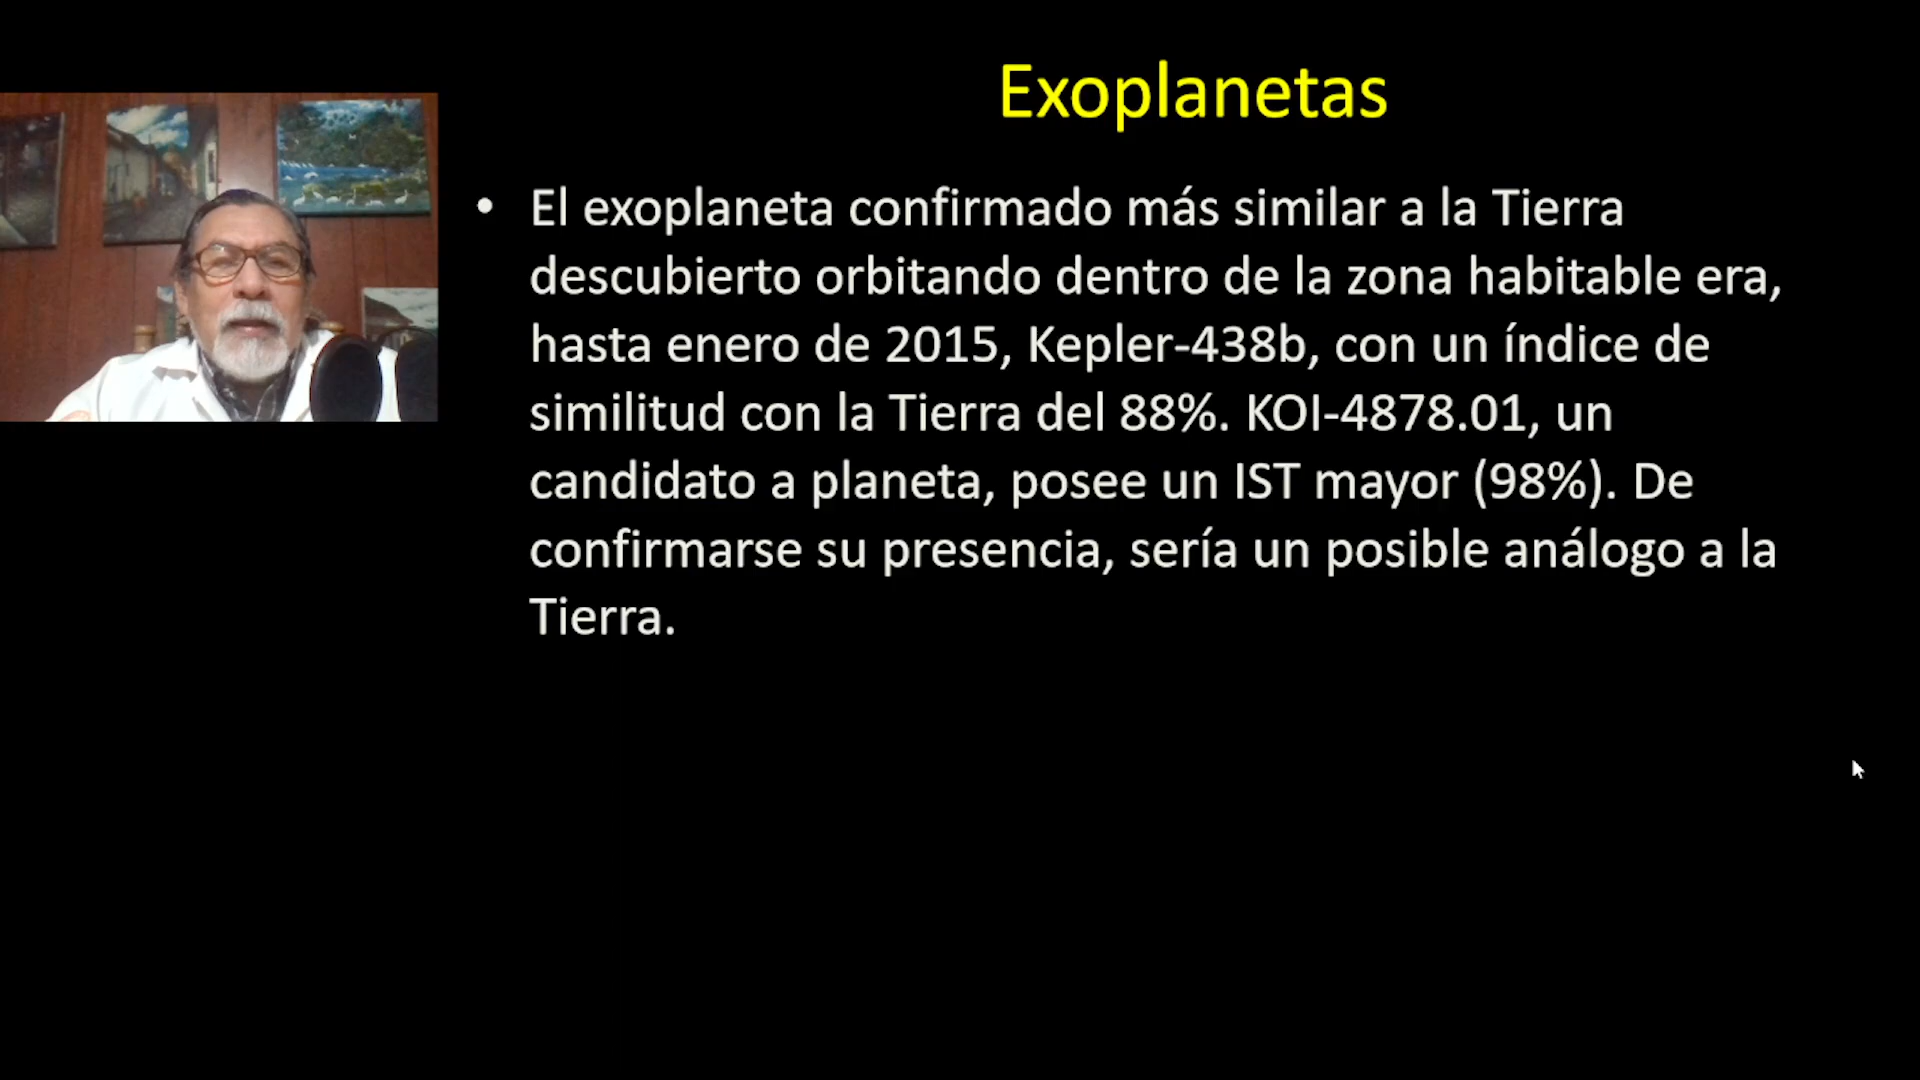 Exoplanetas
• El exoplaneta confirmado más similar a la Tierra
descubierto orbitando dentro de la zona habitable era,
hasta enero de 2015, Kepler-438b, con un índice de
similitud con la Tierra del 88%. KOI-4878.01, un
candidato a planeta, posee un IST mayor (98%). De
confirmarse su presencia, sería un posible análogo a la
Tierra.